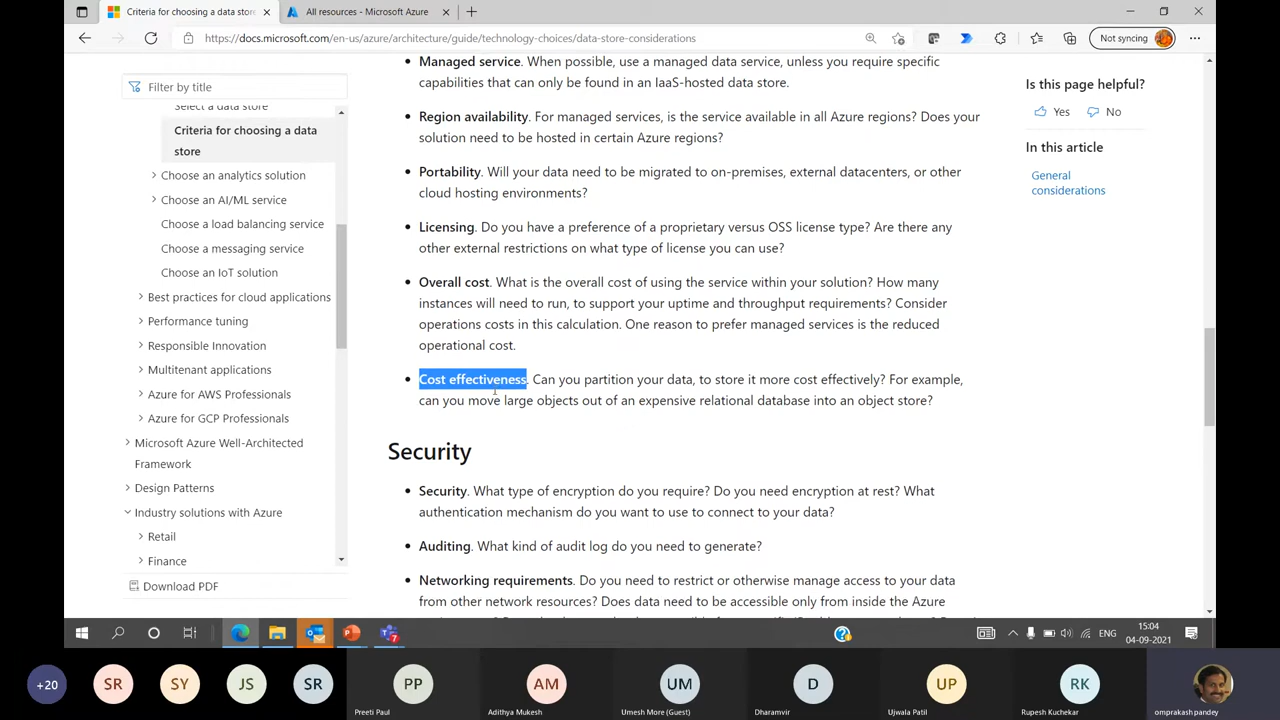 Criteria for choosing a data store
All resources - Microsoft Azure
https://docs.microsoft.com/en-us/azure/architecture/guide/technology-choices/data-store-considerations
Not syncing
Filter by title
Select a data store
Criteria for choosing a data
store
Choose an analytics solution
Choose an AI/ML service
Choose a load balancing service
Choose a messaging service
Choose an IoT solution
Best practices for cloud applications
Performance tuning
Responsible Innovation
Multitenant applications
Azure for AWS Professionals
Azure for GCP Professionals
Microsoft Azure Well-Architected
Framework
Design Patterns
Industry solutions with Azure
Retail
Finance
Download PDF
Managed service. When possible, use a managed data service, unless you require specific
capabilities that can only be found in an IaaS-hosted data store.
Region availability. For managed services, is the service available in all Azure regions? Does your
solution need to be hosted in certain Azure regions?
Portability. Will your data need to be migrated to on-premises, external datacenters, or other
cloud hosting environments?
Licensing. Do you have a preference of a proprietary versus OSS license type? Are there any
other external restrictions on what type of license you can use?
Overall cost. What is the overall cost of using the service within your solution? How many
instances will need to run, to support your uptime and throughput requirements? Consider
operations costs in this calculation. One reason to prefer managed services is the reduced
operational cost.
Cost effectiveness. Can you partition your data, to store it more cost effectively? For example,
can you move large objects out of an expensive relational database into an object store?
Security
Security. What type of encryption do you require? Do you need encryption at rest? What
authentication mechanism do you want to use to connect to your data?
Auditing. What kind of audit log do you need to generate?
Networking requirements. Do you need to restrict or otherwise manage access to your data
from other network resources? Does data need to be accessible only from inside the Azure
Is this page helpful?
Yes
No
In this article
General
considerations
ENG
15:04
04-09-2021
+20
SR
SY
JS
SR
PP
Preeti Paul
AM
Adithya Mukesh
UM
Umesh More (Guest)
D
Dharamvir
UP
Ujwala Patil
RK
Rupesh Kuchekar
omprakash pandey